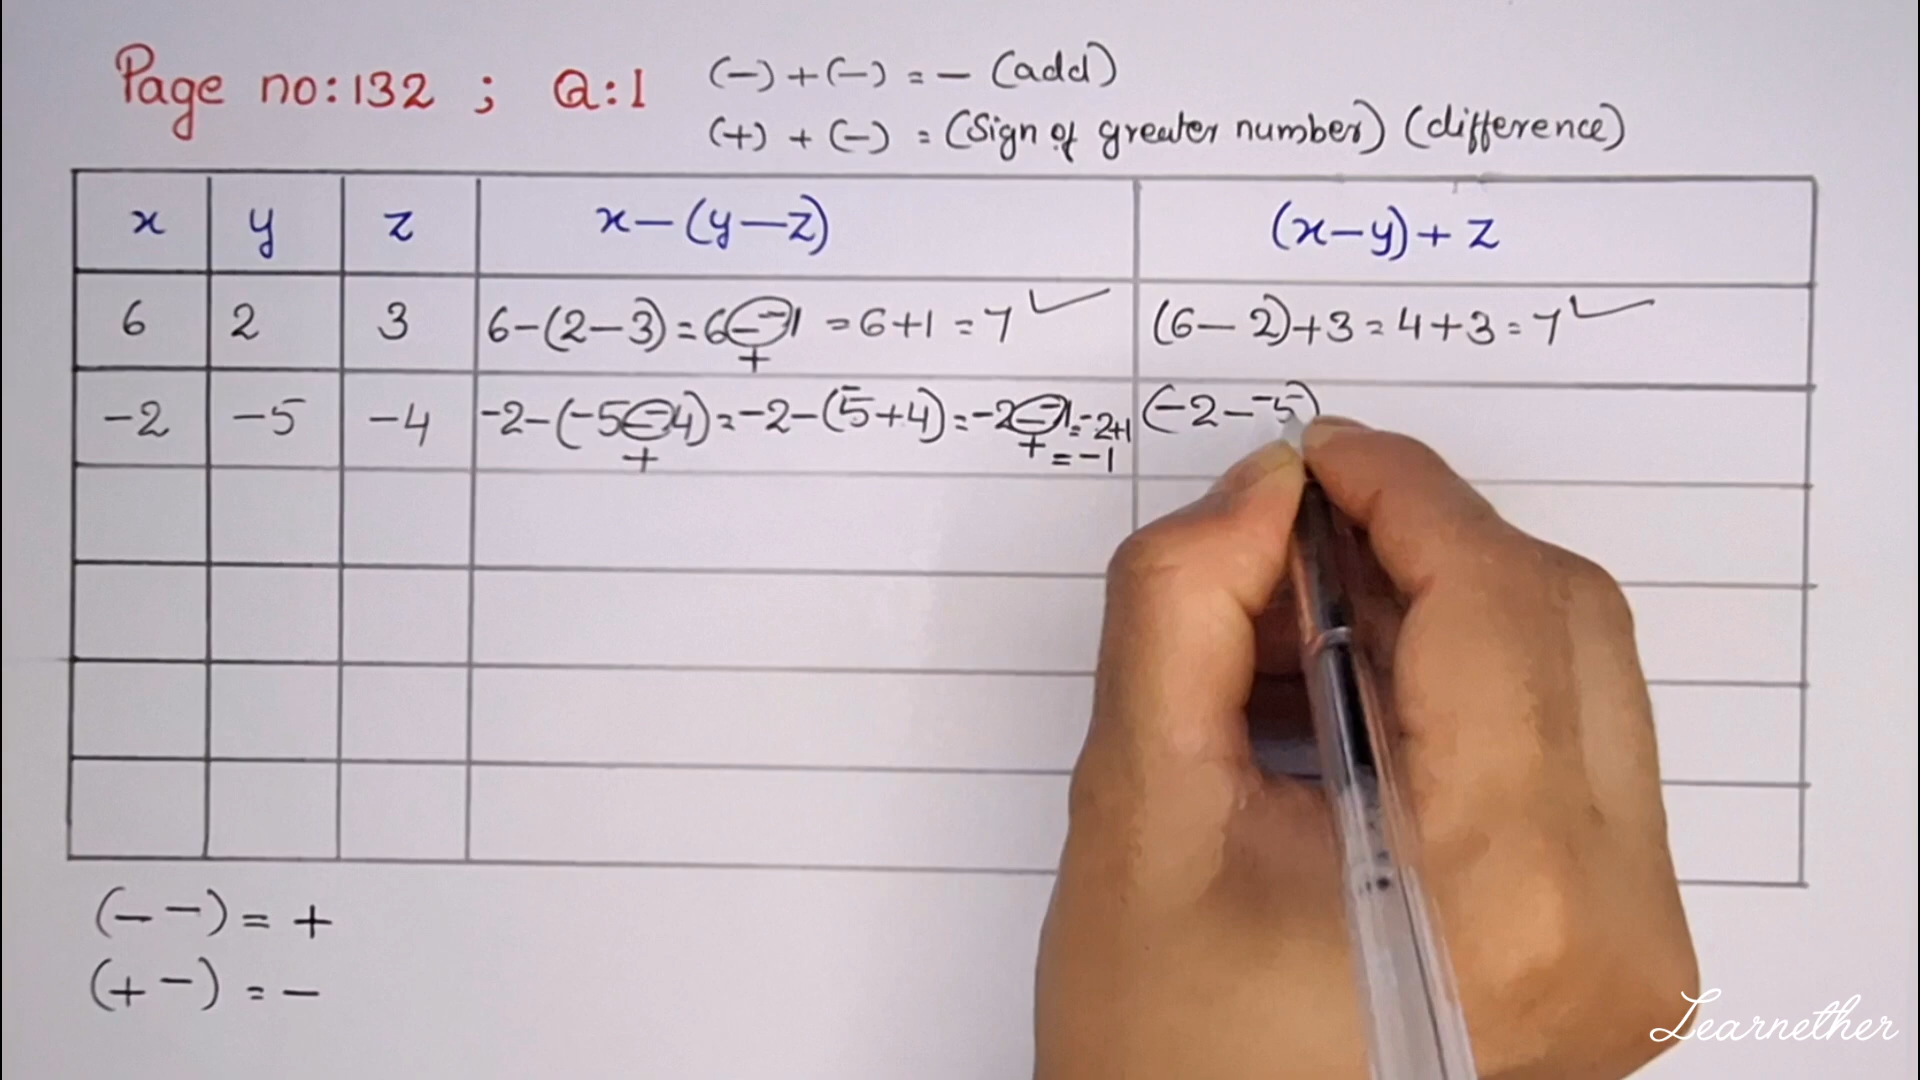 Page no:132 ; Q:1
(-) + (-) = - (add)
(+) + (-) = (Sign of greater number) (difference)
x y z x-(y-z) (x-y)+z
6 2 3 6-(2-3) = 6--1 = 6+1 = 7 ✓ (6-2)+3 = 4+3 = 7 ✓
+
-2 -5 -4 -2-(-5--4) = -2-(-5+4) = -2--1 = -2+1 (-2--5)
+ + = -1
(- -) = +
(+ -) = -
Learnether